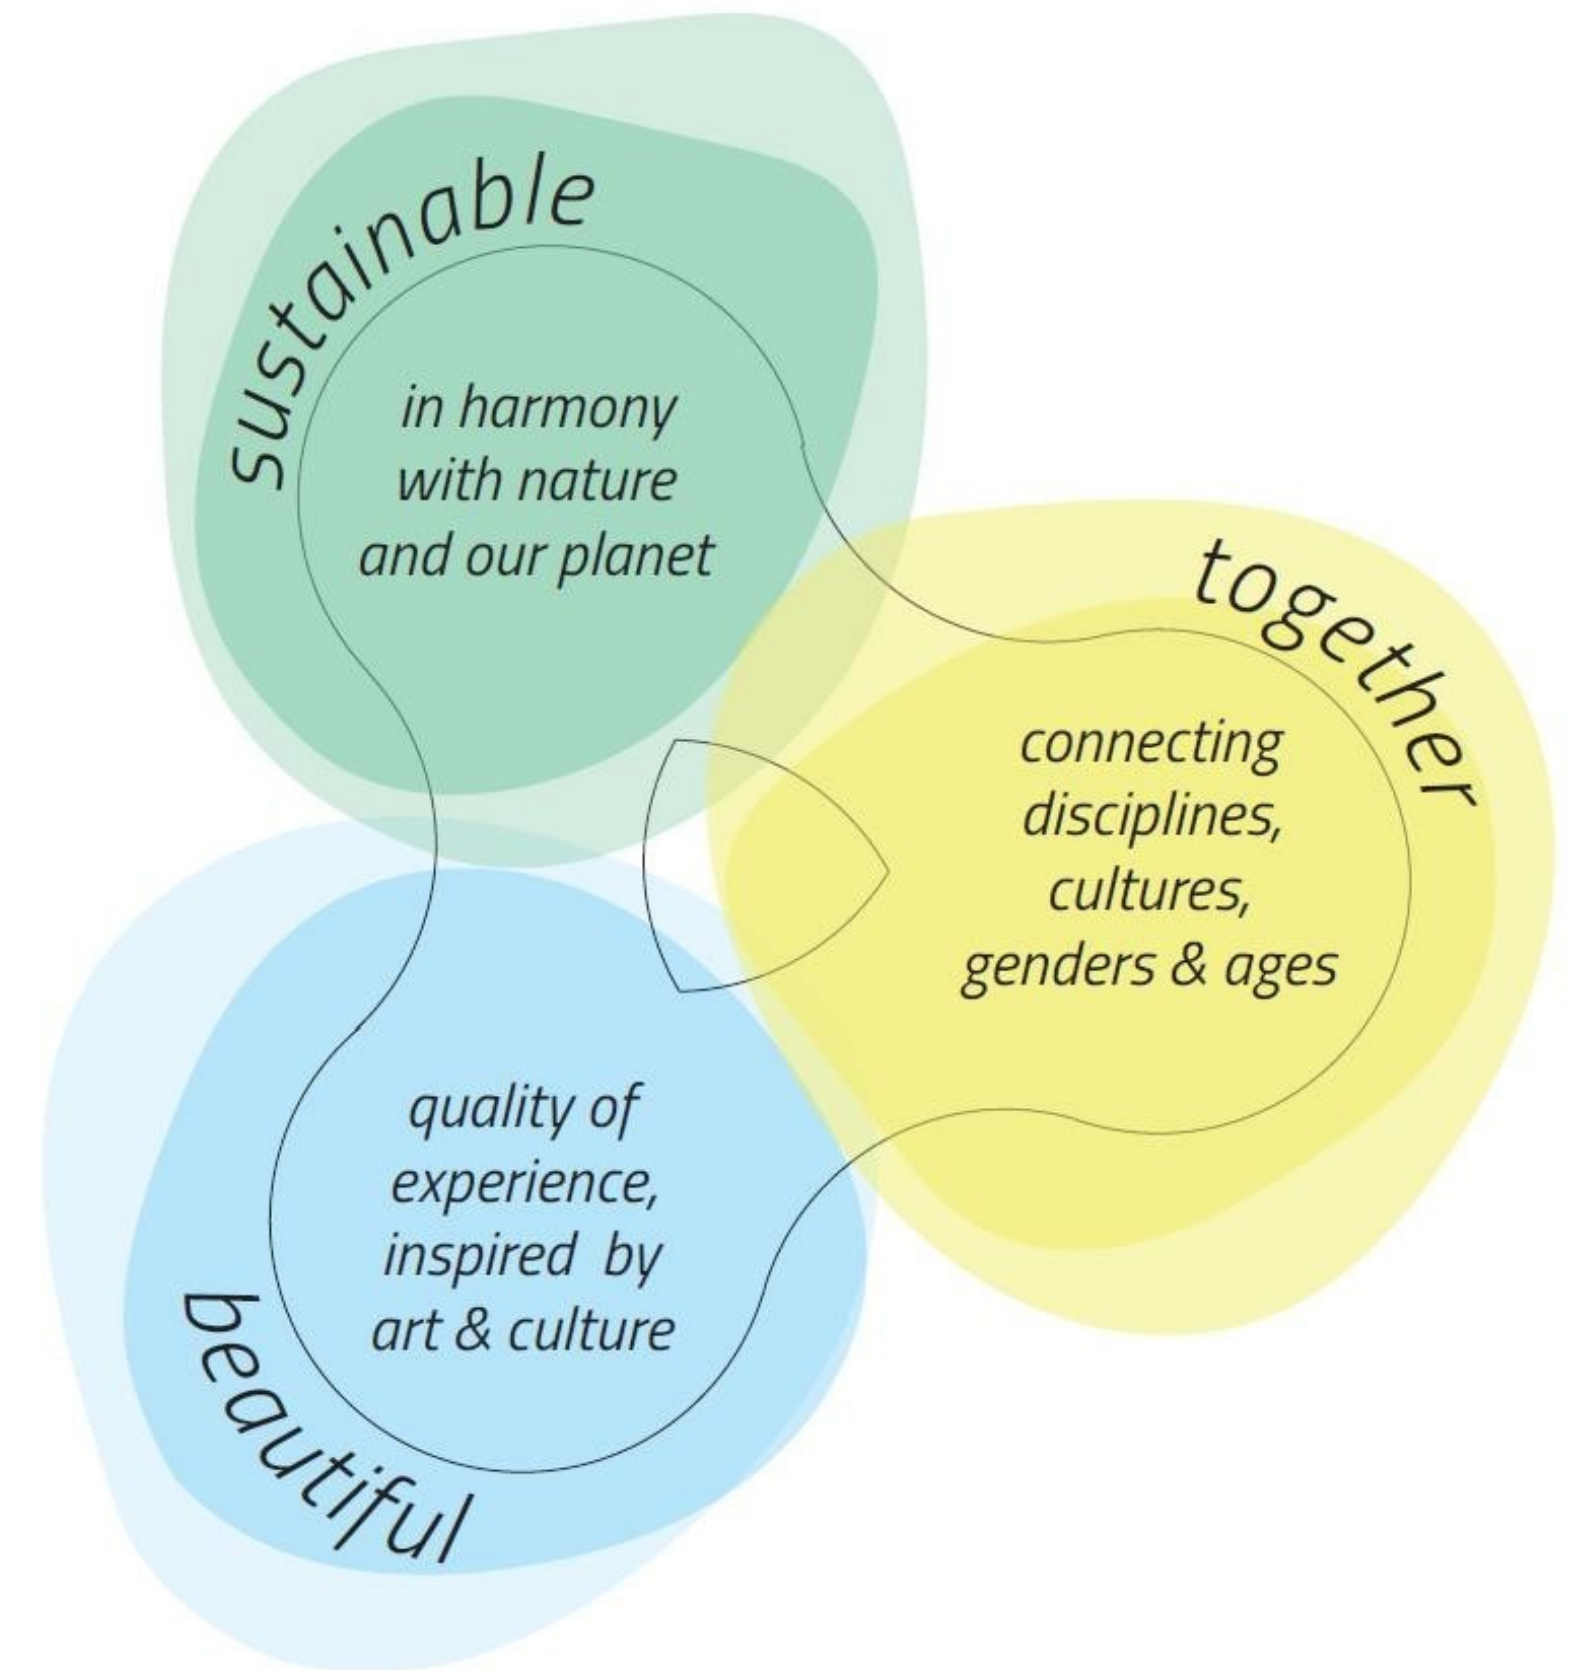 sustainable
in harmony
with nature
and our planet
together
connecting
disciplines,
cultures,
genders & ages
quality of
experience,
inspired by
art & culture
beautiful